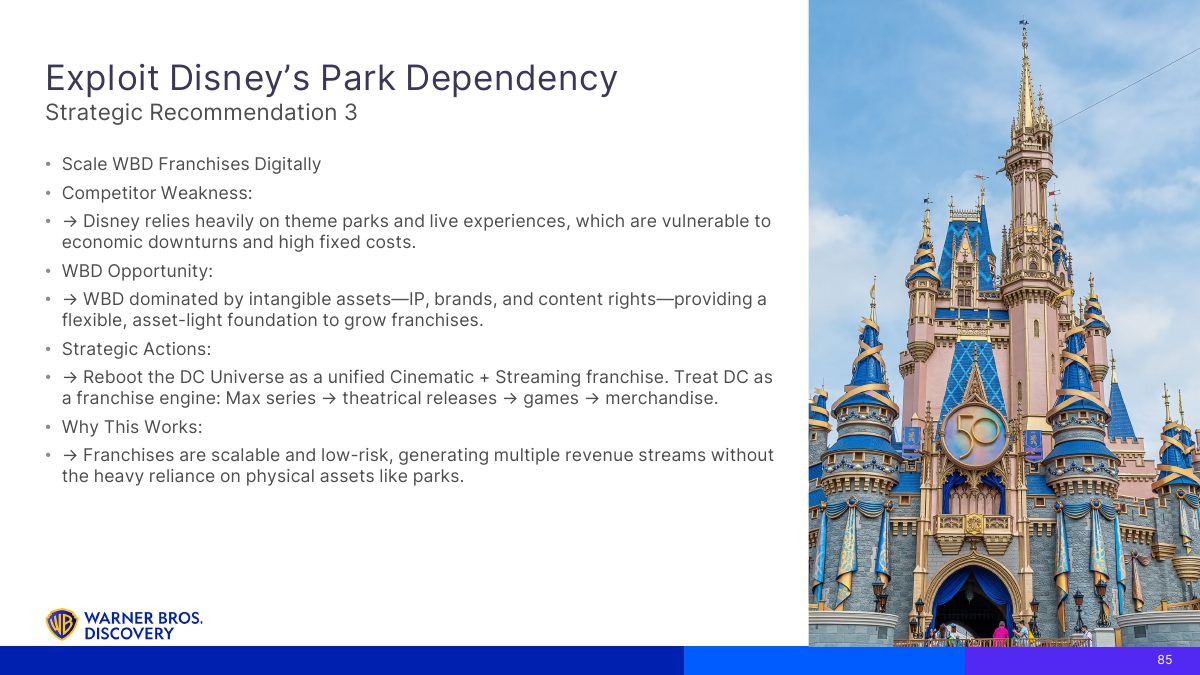 Exploit Disney’s Park Dependency
Strategic Recommendation 3
• Scale WBD Franchises Digitally
• Competitor Weakness:
• → Disney relies heavily on theme parks and live experiences, which are vulnerable to
economic downturns and high fixed costs.
• WBD Opportunity:
• → WBD dominated by intangible assets—IP, brands, and content rights—providing a
flexible, asset-light foundation to grow franchises.
• Strategic Actions:
• → Reboot the DC Universe as a unified Cinematic + Streaming franchise. Treat DC as
a franchise engine: Max series → theatrical releases → games → merchandise.
• Why This Works:
• → Franchises are scalable and low-risk, generating multiple revenue streams without
the heavy reliance on physical assets like parks.
50
WB WARNER BROS.
DISCOVERY
85